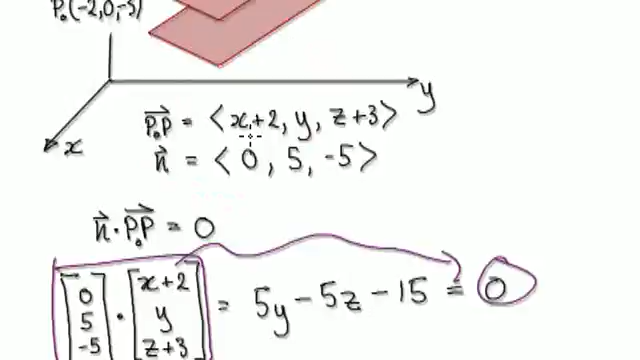 P₀(-2,0,-5)
y
x
P₀P = <x+2, y, z+3>
n = <0, 5, -5>
n · P₀P = 0
[0 5 -5] · [x+2 y z+3] = 5y - 5z - 15 = 0